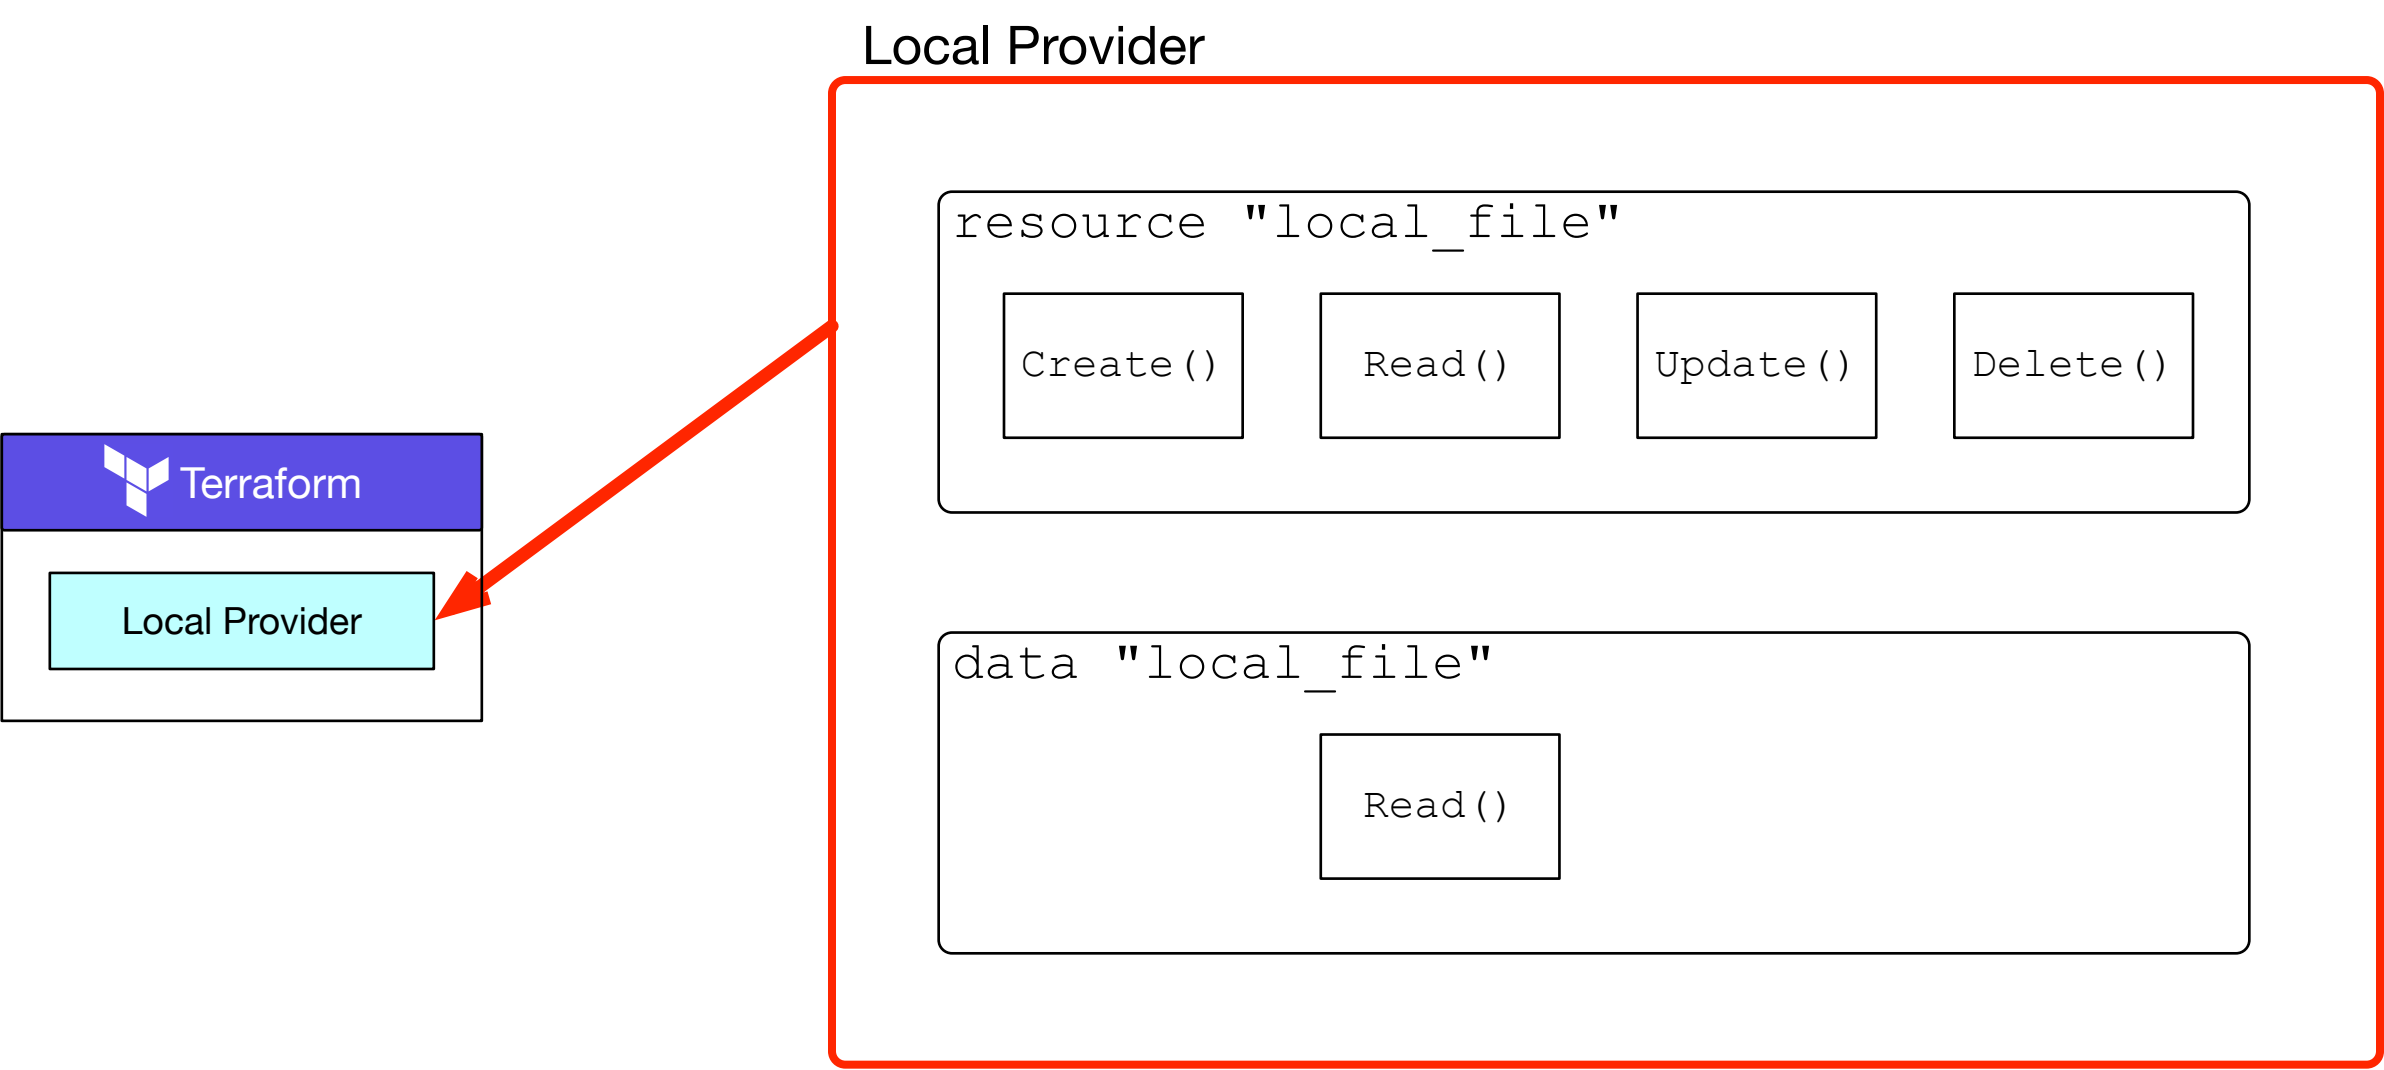 Local Provider
resource "local_file"
Create()
Read()
Update()
Delete()
Terraform
Local Provider
data "local_file"
Read()